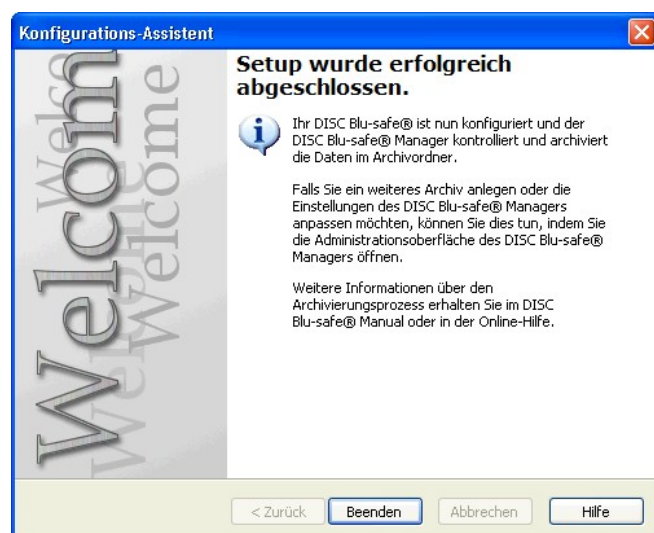 Konfigurations-Assistent
Welcome
Welcome
Welcome
Welcome
Setup wurde erfolgreich
abgeschlossen.
Ihr DISC Blu-safe® ist nun konfiguriert und der
DISC Blu-safe® Manager kontrolliert und archiviert
die Daten im Archivordner.
Falls Sie ein weiteres Archiv anlegen oder die
Einstellungen des DISC Blu-safe®
Managers
anpassen möchten, können Sie dies tun, indem Sie
die Administrationsoberfläche des DISC Blu-safe®
Managers öffnen.
Weitere Informationen über den
Archivierungsprozess erhalten Sie im DISC
Blu-safe® Manual oder in der Online-Hilfe.
< Zurück
Beenden
Abbrechen
Hilfe